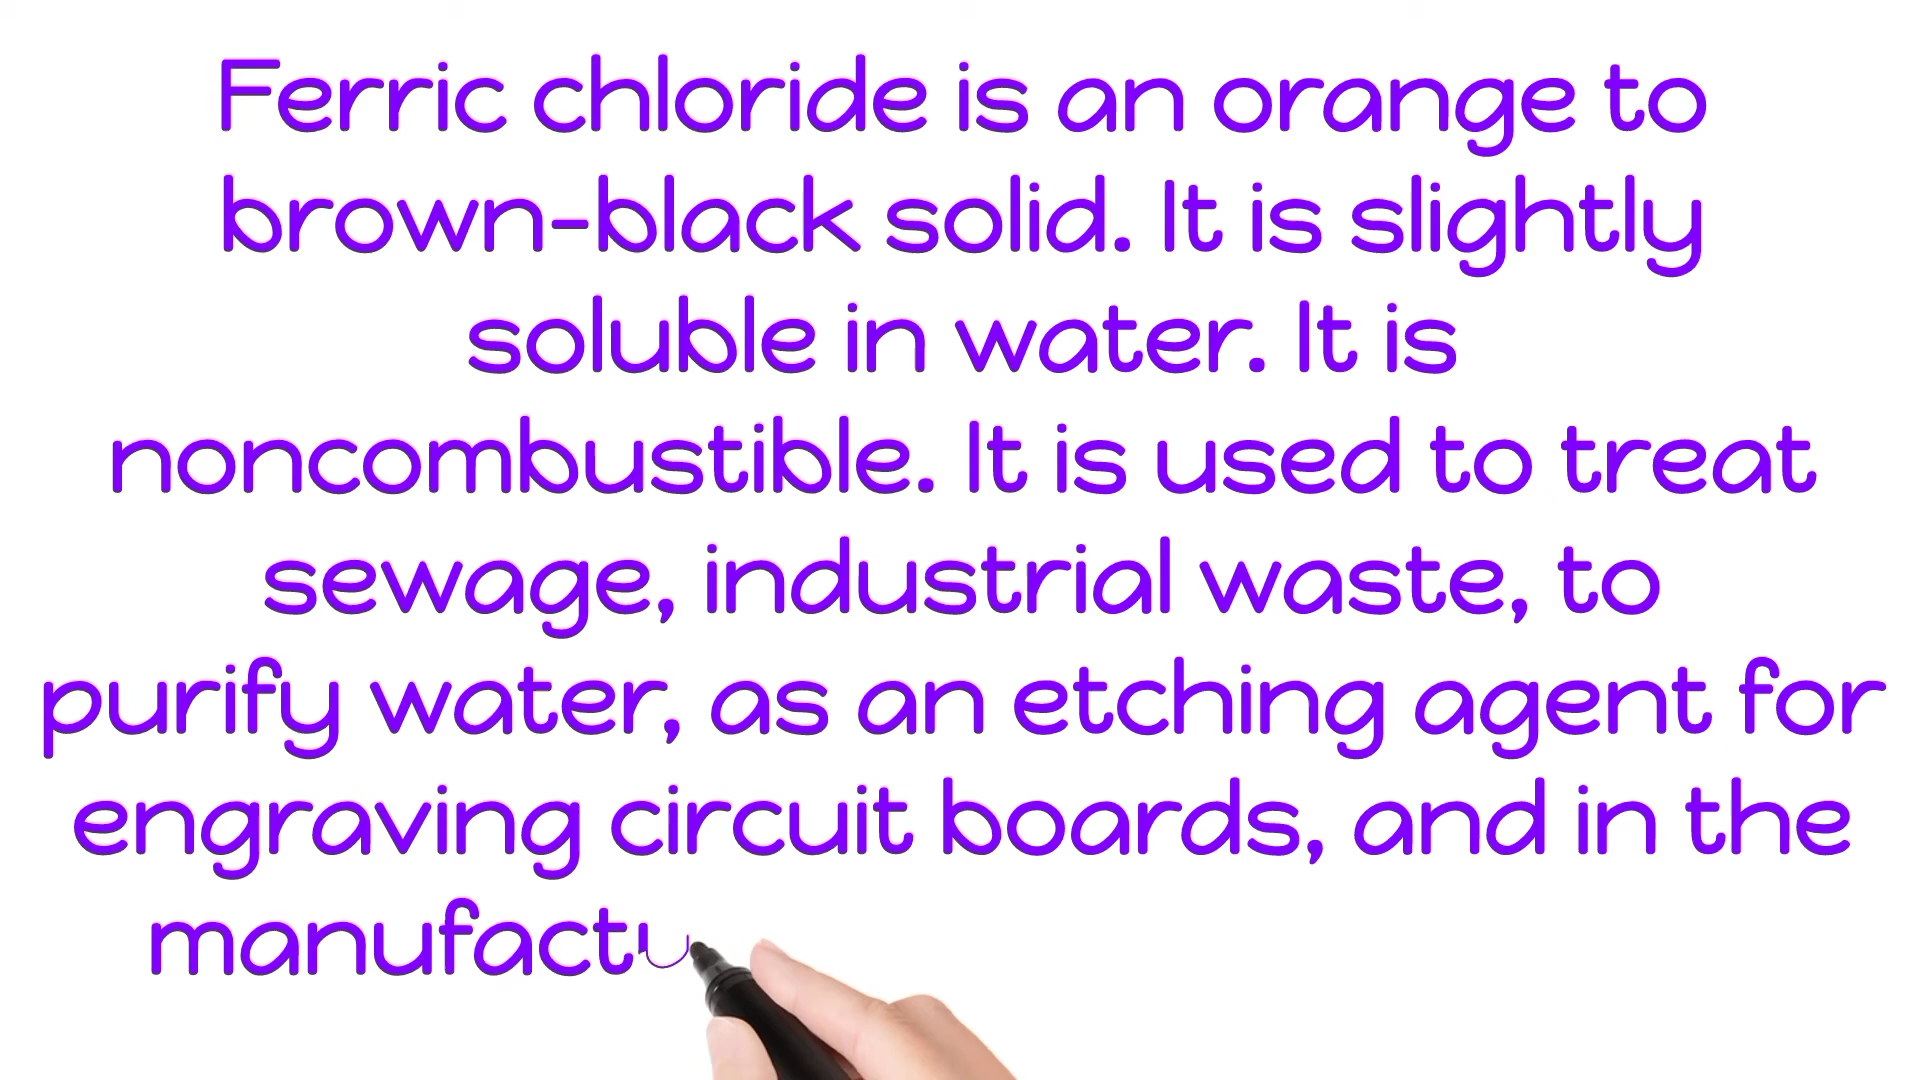 Ferric chloride is an orange to
brown-black solid. It is slightly
soluble in water. It is
noncombustible. It is used to treat
sewage, industrial waste, to
purify water, as an etching agent for
engraving circuit boards, and in the
manufactu